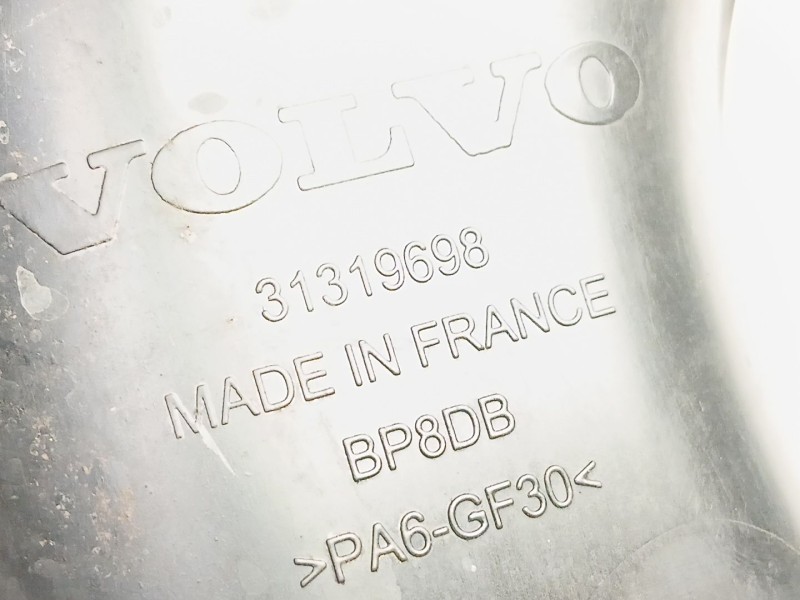 VOLVO
31319698
MADE IN FRANCE
BP8DB
>PA6-GF30<